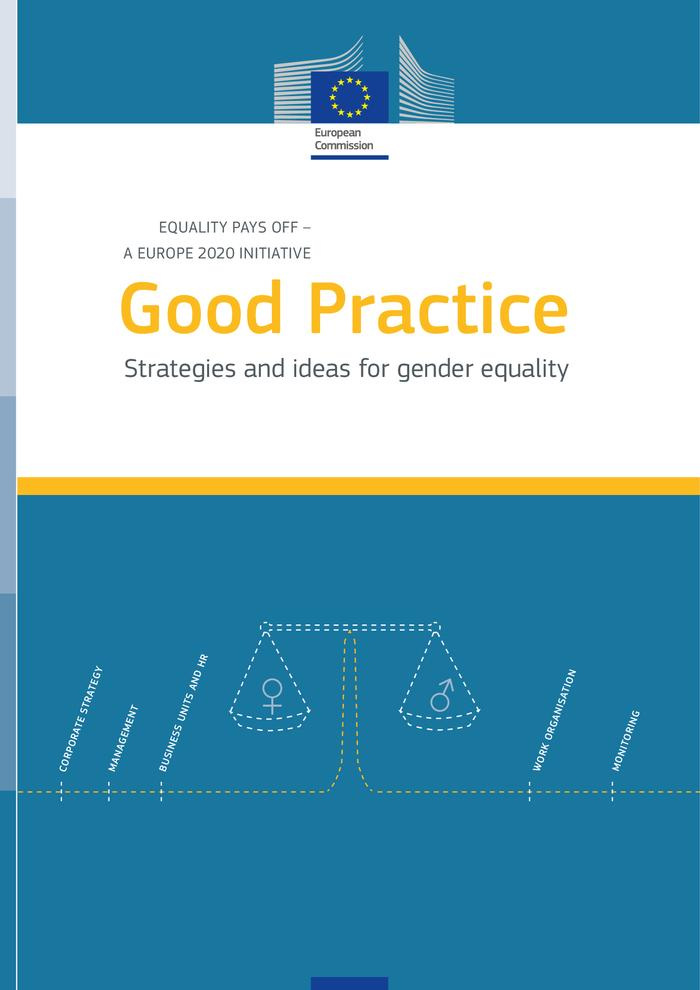 European
Commission
EQUALITY PAYS OFF –
A EUROPE 2020 INITIATIVE
Good Practice
Strategies and ideas for gender equality
CORPORATE STRATEGY
MANAGEMENT
BUSINESS UNITS AND HR
WORK ORGANISATION
MONITORING